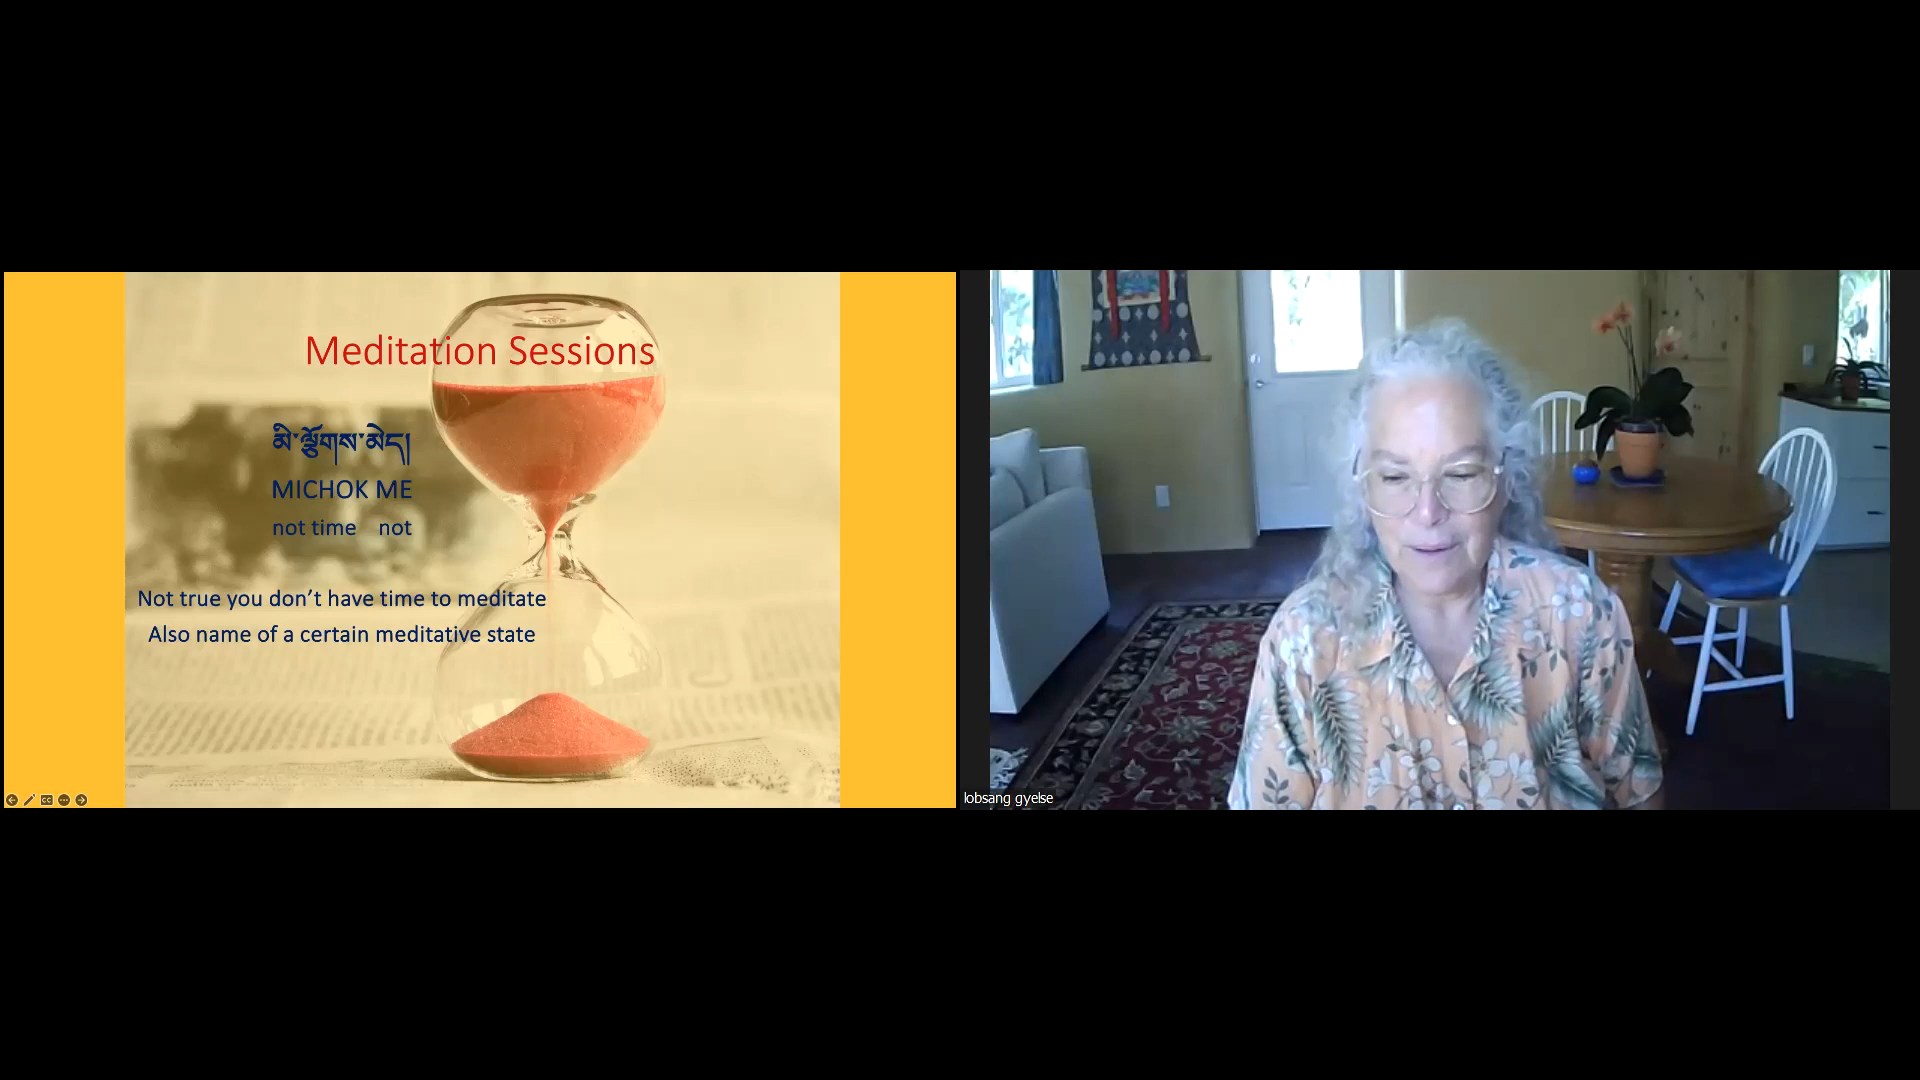 Meditation Sessions
མི་ལྕོགས་མེད།
MICHOK ME
not time not
Not true you don’t have time to meditate
Also name of a certain meditative state
lobsang gyelse